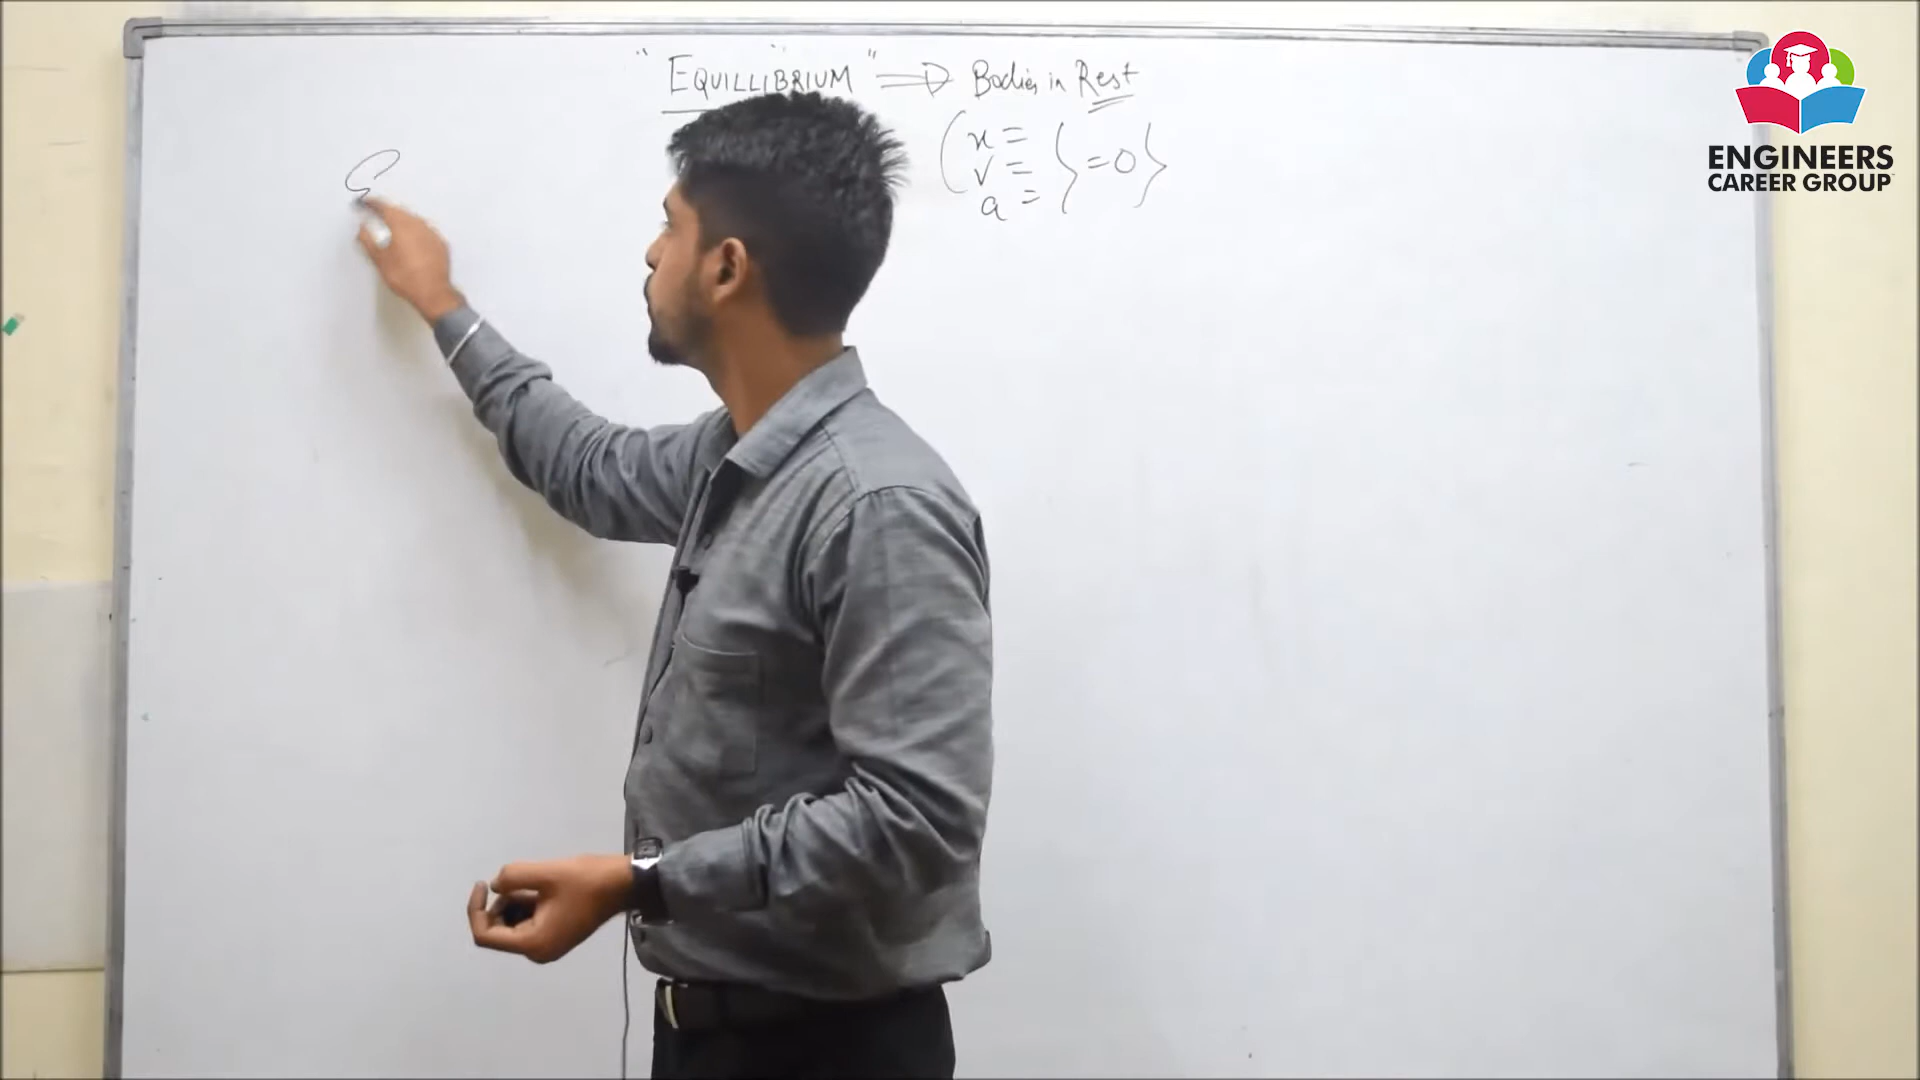 "EQUILLIBRIUM" ⇒ Bodies in Rest
x =
v = = 0
a =
ENGINEERS
CAREER GROUP